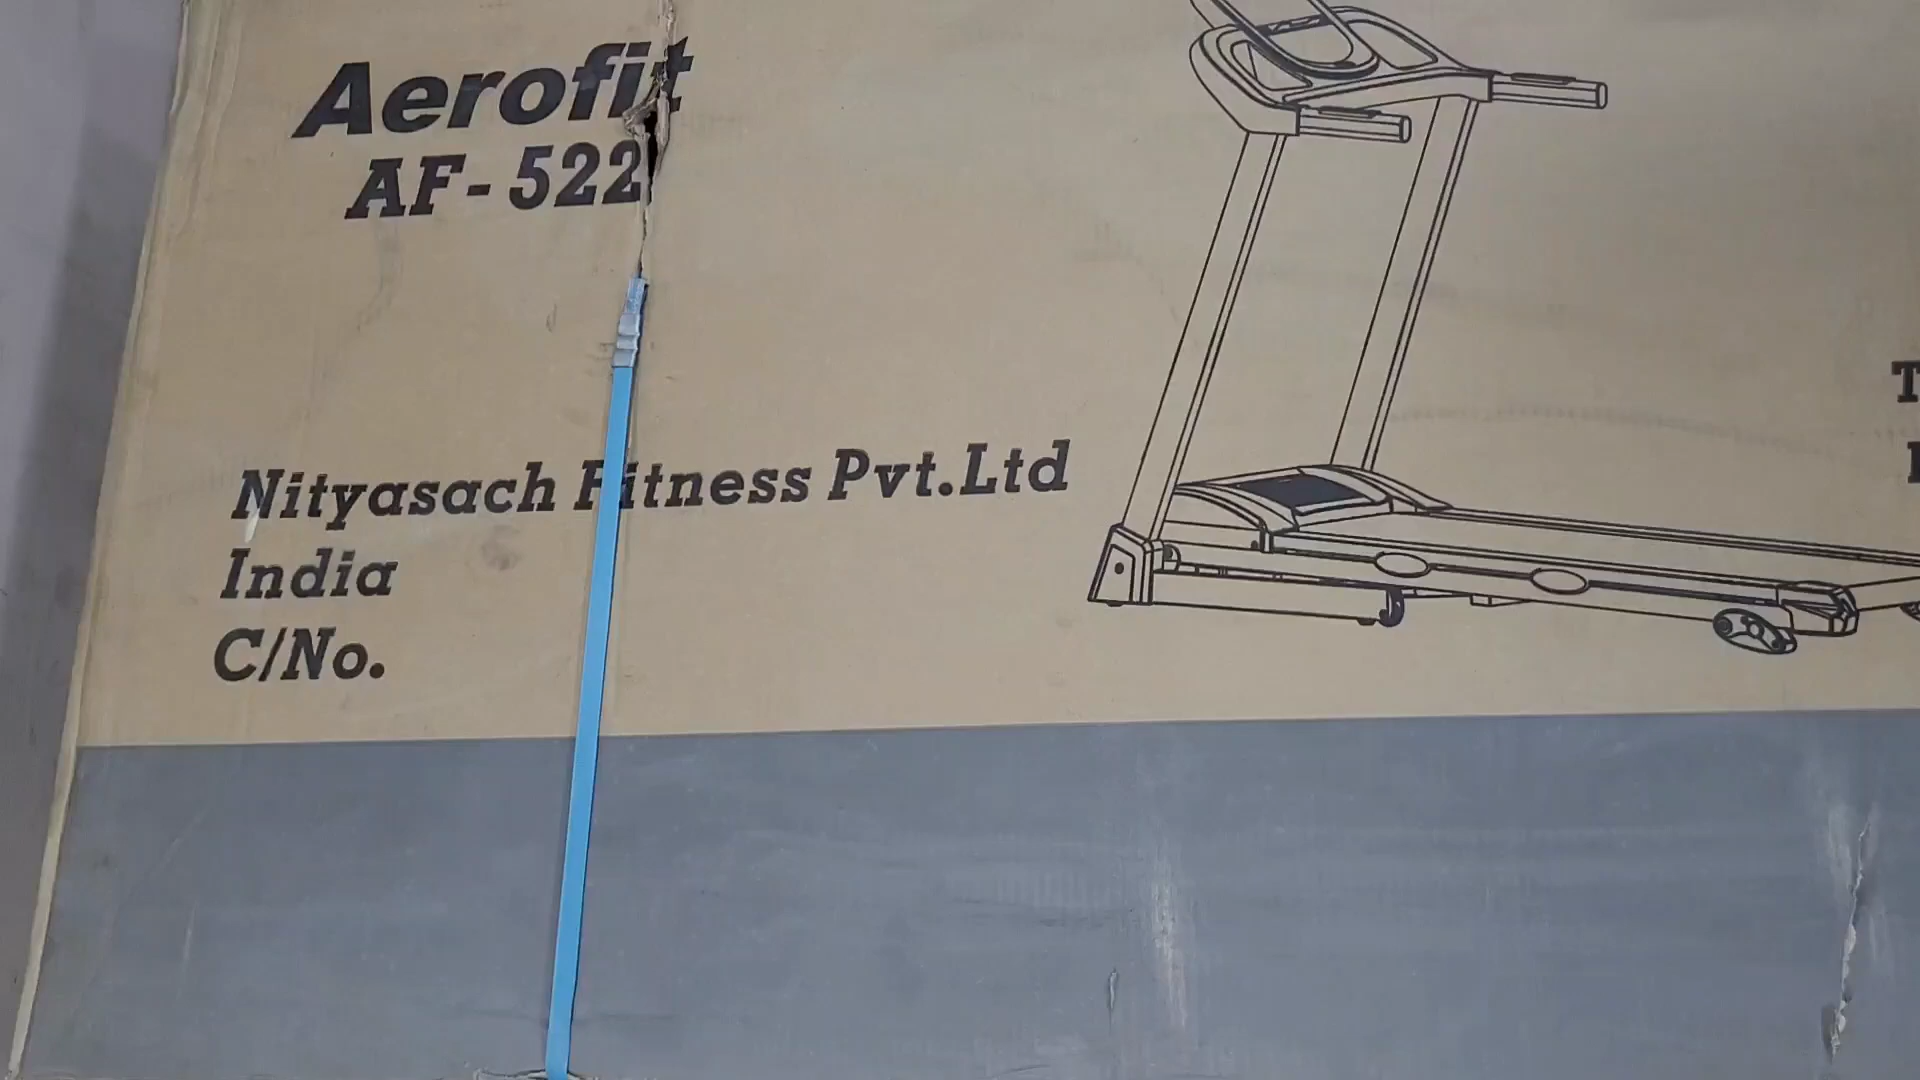 Aerofit
AF-522
Nityasach Fitness Pvt.Ltd
India
C/No.